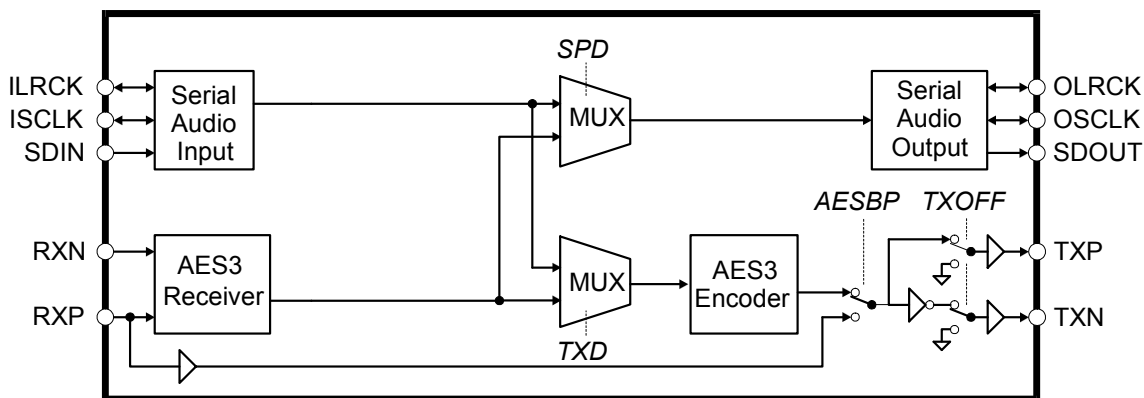 SPD
ILRCK
ISCLK
SDIN
Serial
Audio
Input
MUX
Serial
Audio
Output
OLRCK
OSCLK
SDOUT
AESBP
TXOFF
RXN
RXP
AES3
Receiver
MUX
TXD
AES3
Encoder
TXP
TXN